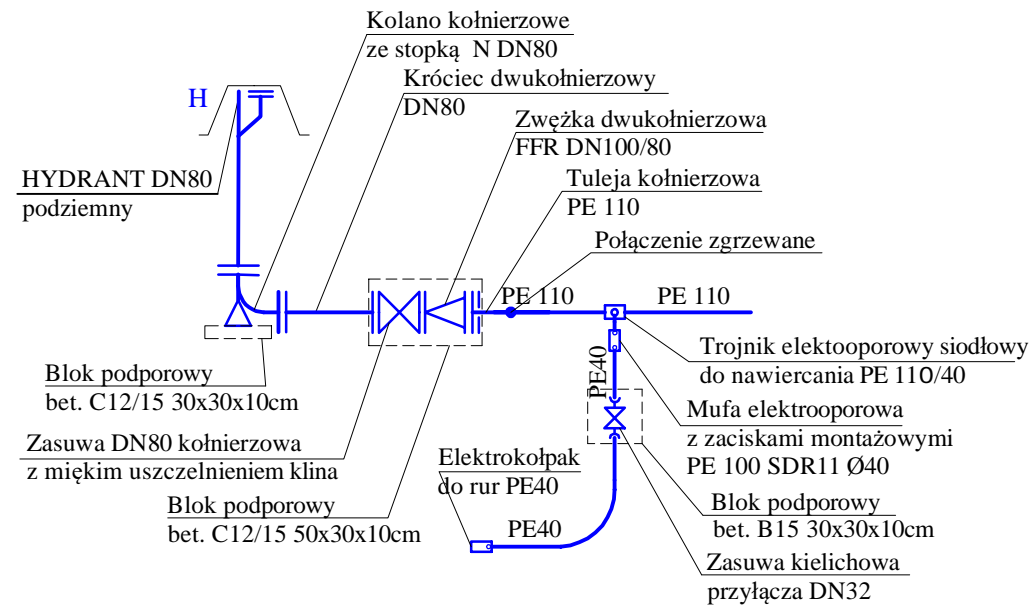 Kolano kołnierzowe
ze stopką N DN80
Króciec dwukołnierzowy
DN80
H
Zwężka dwukołnierzowa
FFR DN100/80
HYDRANT DN80
podziemny
Tuleja kołnierzowa
PE 110
Połączenie zgrzewane
PE 110
PE 110
Trojnik elektooporowy siodłowy
do nawiercania PE 110/40
PE40
Blok podporowy
bet. C12/15 30x30x10cm
Mufa elektrooporowa
z zaciskami montażowymi
PE 100 SDR11 Ø40
Zasuwa DN80 kołnierzowa
z miękim uszczelnieniem klina
Elektrokołpak
do rur PE40
Blok podporowy
bet. C12/15 50x30x10cm
Blok podporowy
bet. B15 30x30x10cm
PE40
Zasuwa kielichowa
przyłącza DN32